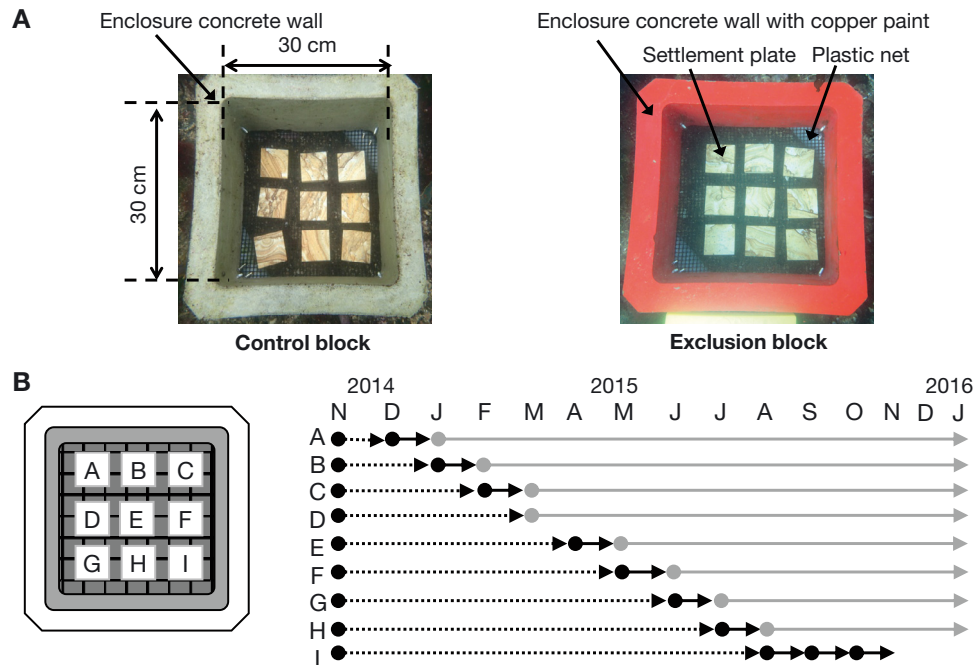 A
Enclosure concrete wall
30 cm
30 cm
Control block
Enclosure concrete wall with copper paint
Settlement plate
Plastic net
Exclusion block
B
A B C
D E F
G H I
2014 2015 2016
N D J F M A M J J A S O N D J
A
B
C
D
E
F
G
H
I